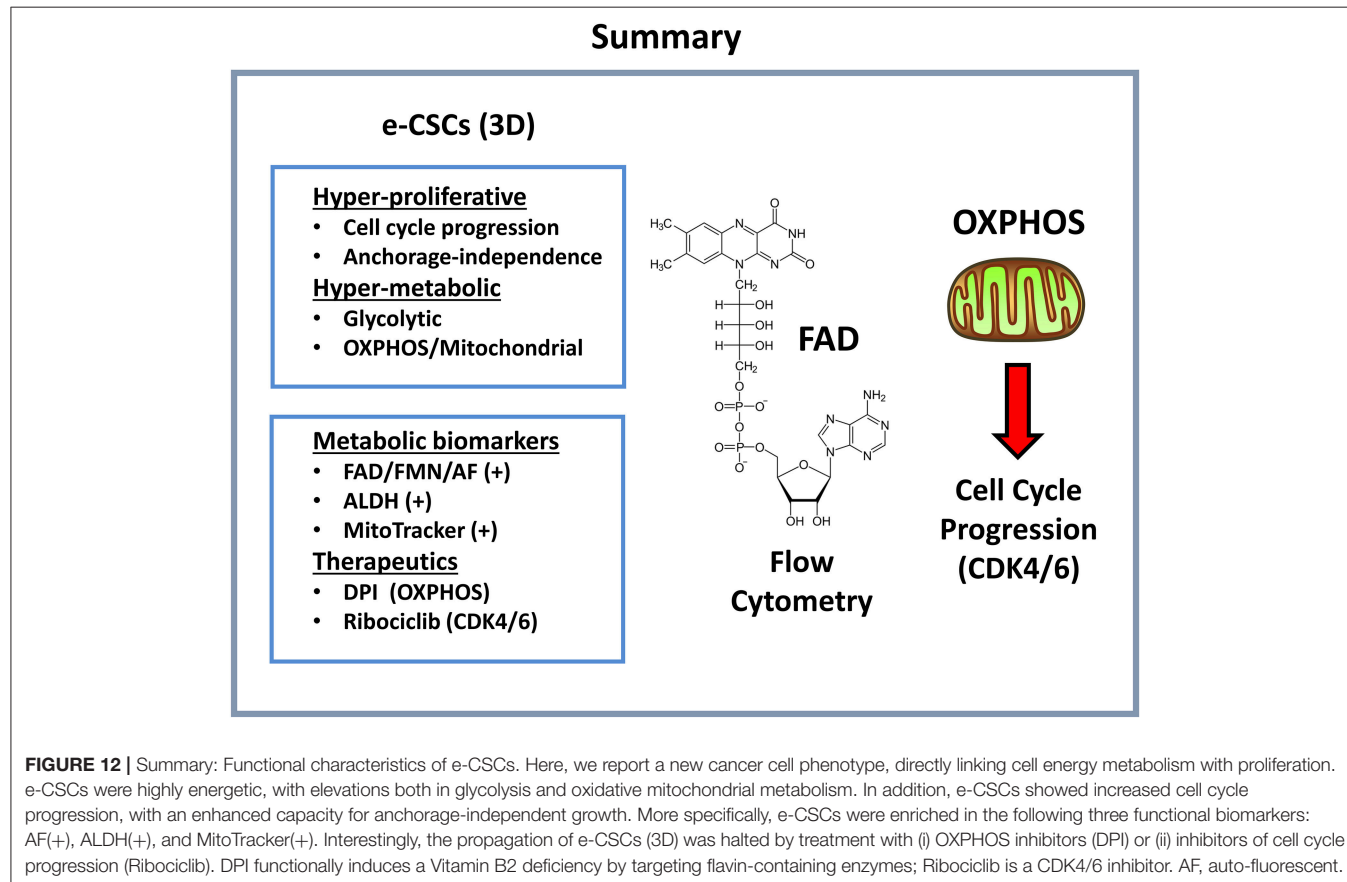 Summary
e-CSCs (3D)
Hyper-proliferative
• Cell cycle progression
• Anchorage-independence
Hyper-metabolic
• Glycolytic
• OXPHOS/Mitochondrial
Metabolic biomarkers
• FAD/FMN/AF (+)
• ALDH (+)
• MitoTracker (+)
Therapeutics
• DPI (OXPHOS)
• Ribociclib (CDK4/6)
O
H₃C
N
NH
H₃C
N
N
O
CH₂
H
OH
H
OH
H
OH
CH₂
O
O=P-O⁻
O
O=P-O
O⁻
NH₂
N
N
N
N
O
OH OH
FAD
Flow
Cytometry
OXPHOS
Cell Cycle
Progression
(CDK4/6)
FIGURE 12 | Summary: Functional characteristics of e-CSCs. Here, we report a new cancer cell phenotype, directly linking cell energy metabolism with proliferation.
e-CSCs were highly energetic, with elevations both in glycolysis and oxidative mitochondrial metabolism. In addition, e-CSCs showed increased cell cycle
progression, with an enhanced capacity for anchorage-independent growth. More specifically, e-CSCs were enriched in the following three functional biomarkers:
AF(+), ALDH(+), and MitoTracker(+). Interestingly, the propagation of e-CSCs (3D) was halted by treatment with (i) OXPHOS inhibitors (DPI) or (ii) inhibitors of cell cycle
progression (Ribociclib). DPI functionally induces a Vitamin B2 deficiency by targeting flavin-containing enzymes; Ribociclib is a CDK4/6 inhibitor. AF, auto-fluorescent.